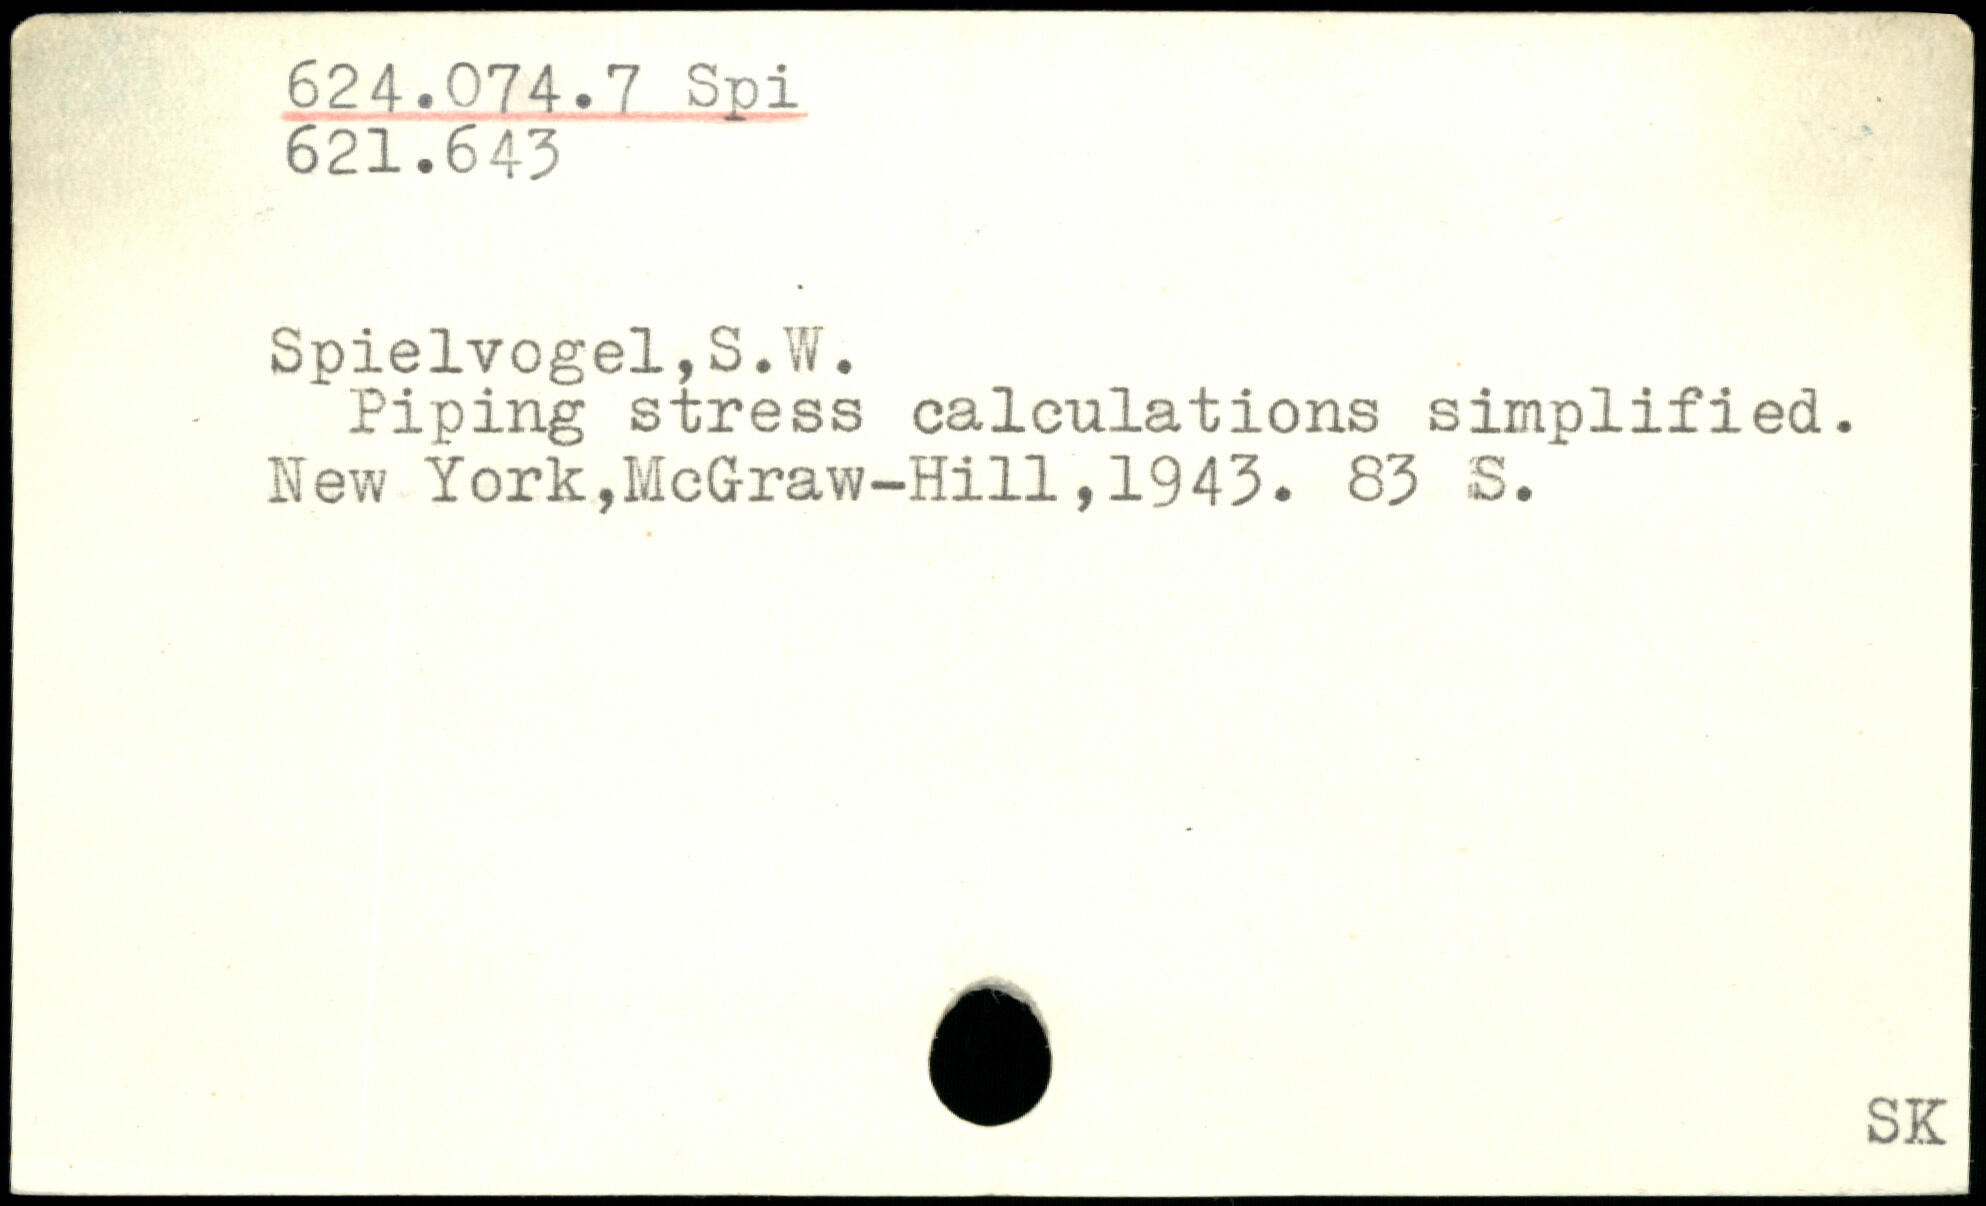 624.074.7 Spi
621.643
Spielvogel,S.W.
Piping stress calculations simplified.
New York,McGraw-Hill,1943. 83 S.
SK